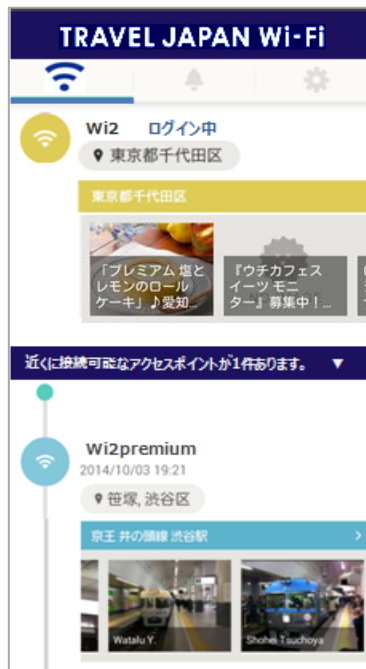 TRAVEL JAPAN Wi-Fi
Wi2 ログイン中
東京都千代田区
東京都千代田区
「プレミアム 塩と
レモンのロール
ケーキ」♪愛知...
『ウチカフェス
イーツ モニ
ター』募集中！...
近くに接続可能なアクセスポイントが1件あります。 ▼
Wi2premium
2014/10/03 19:21
笹塚, 渋谷区
京王 井の頭線 渋谷駅
Watalu Y.
Shohei Tsuchoya